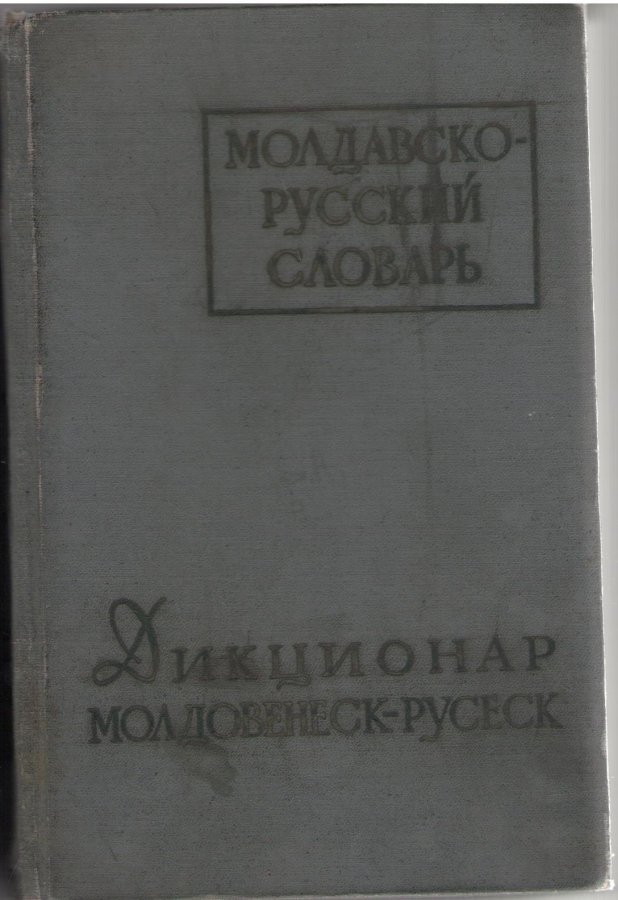 МОЛДАВСКО-
РУССКИЙ
СЛОВАРЬ
ДИКЦИОНАР
МОЛДОВЕНЕСК-РУСЕСК